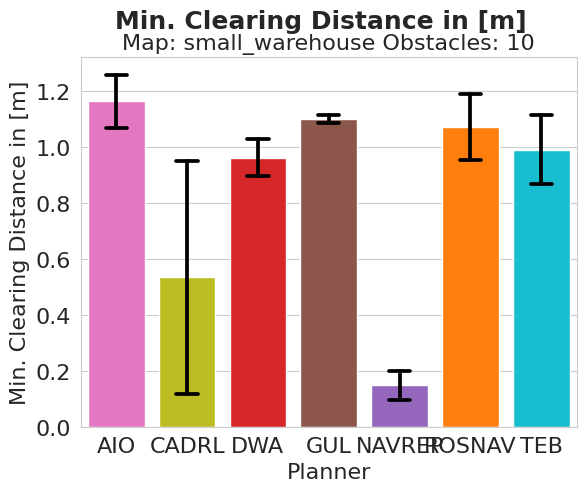 Min. Clearing Distance in [m]
Map: small_warehouse Obstacles: 10
Min. Clearing Distance in [m]
1.2
1.0
0.8
0.6
0.4
0.2
0.0
AIO CADRL DWA GUL NAVREP ROSNAV TEB
Planner